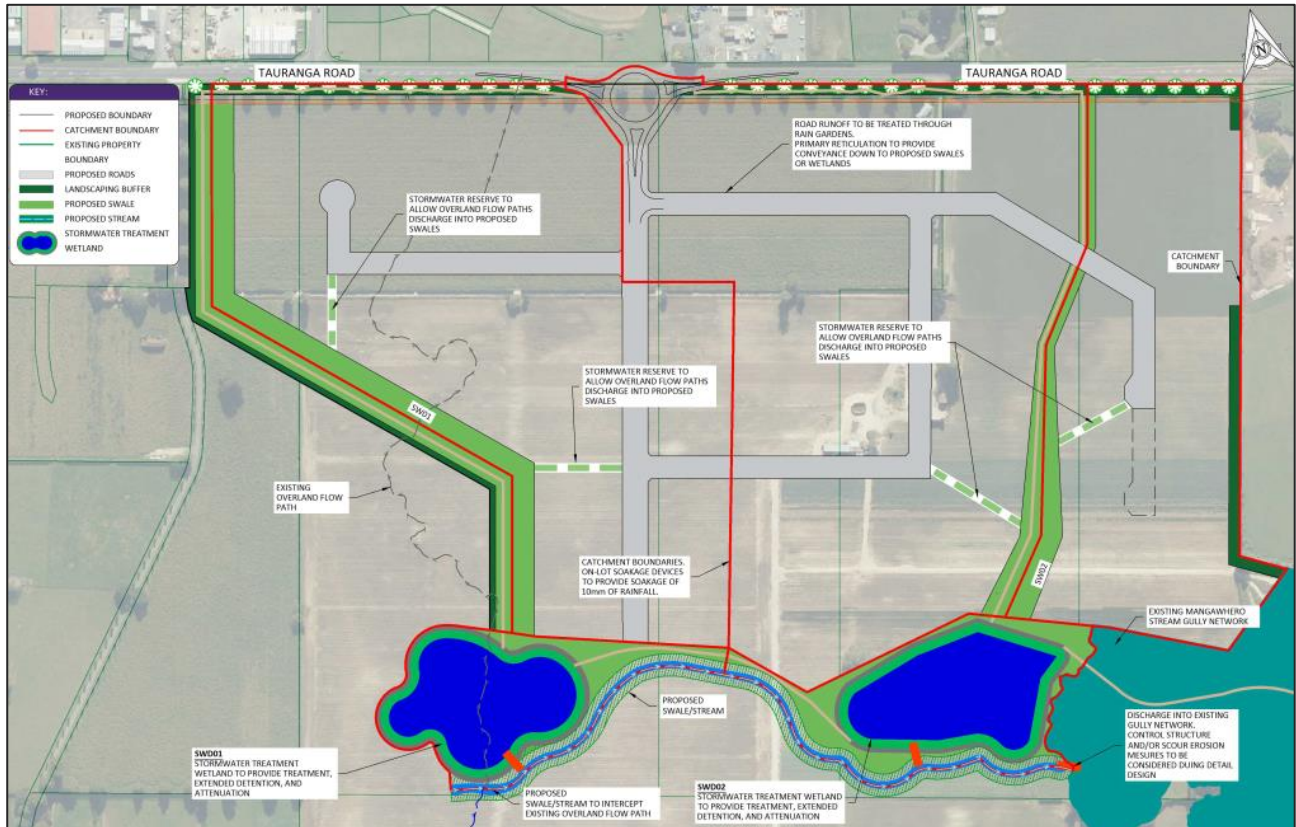 TAURANGA ROAD
TAURANGA ROAD
N
KEY:
PROPOSED BOUNDARY
CATCHMENT BOUNDARY
EXISTING PROPERTY
BOUNDARY
PROPOSED ROADS
LANDSCAPING BUFFER
PROPOSED SWALE
PROPOSED STREAM
STORMWATER TREATMENT
WETLAND
ROAD RUNOFF TO BE TREATED THROUGH
RAIN GARDENS.
PRIMARY RETICULATION TO PROVIDE
CONVEYANCE DOWN TO PROPOSED SWALES
OR WETLANDS
STORMWATER RESERVE TO
ALLOW OVERLAND FLOW PATHS
DISCHARGE INTO PROPOSED
SWALES
CATCHMENT
BOUNDARY
STORMWATER RESERVE TO
ALLOW OVERLAND FLOW PATHS
DISCHARGE INTO PROPOSED
SWALES
STORMWATER RESERVE TO
ALLOW OVERLAND FLOW PATHS
DISCHARGE INTO PROPOSED
SWALES
SW01
EXISTING
OVERLAND FLOW
PATH
CATCHMENT BOUNDARIES.
ON-LOT SOAKAGE DEVICES
TO PROVIDE SOAKAGE OF
10mm OF RAINFALL.
SW02
EXISTING MANGAWHERO
STREAM GULLY NETWORK
PROPOSED
SWALE/STREAM
DISCHARGE INTO EXISTING
GULLY NETWORK.
CONTROL STRUCTURE
AND/OR SCOUR EROSION
MESURES TO BE
CONSIDERED DUING DETAIL
DESIGN
SWD01
STORMWATER TREATMENT
WETLAND TO PROVIDE TREATMENT,
EXTENDED DETENTION, AND
ATTENUATION
PROPOSED
SWALE/STREAM TO INTERCEPT
EXISTING OVERLAND FLOW PATH
SWD02
STORMWATER TREATMENT WETLAND
TO PROVIDE TREATMENT, EXTENDED
DETENTION, AND ATTENUATION